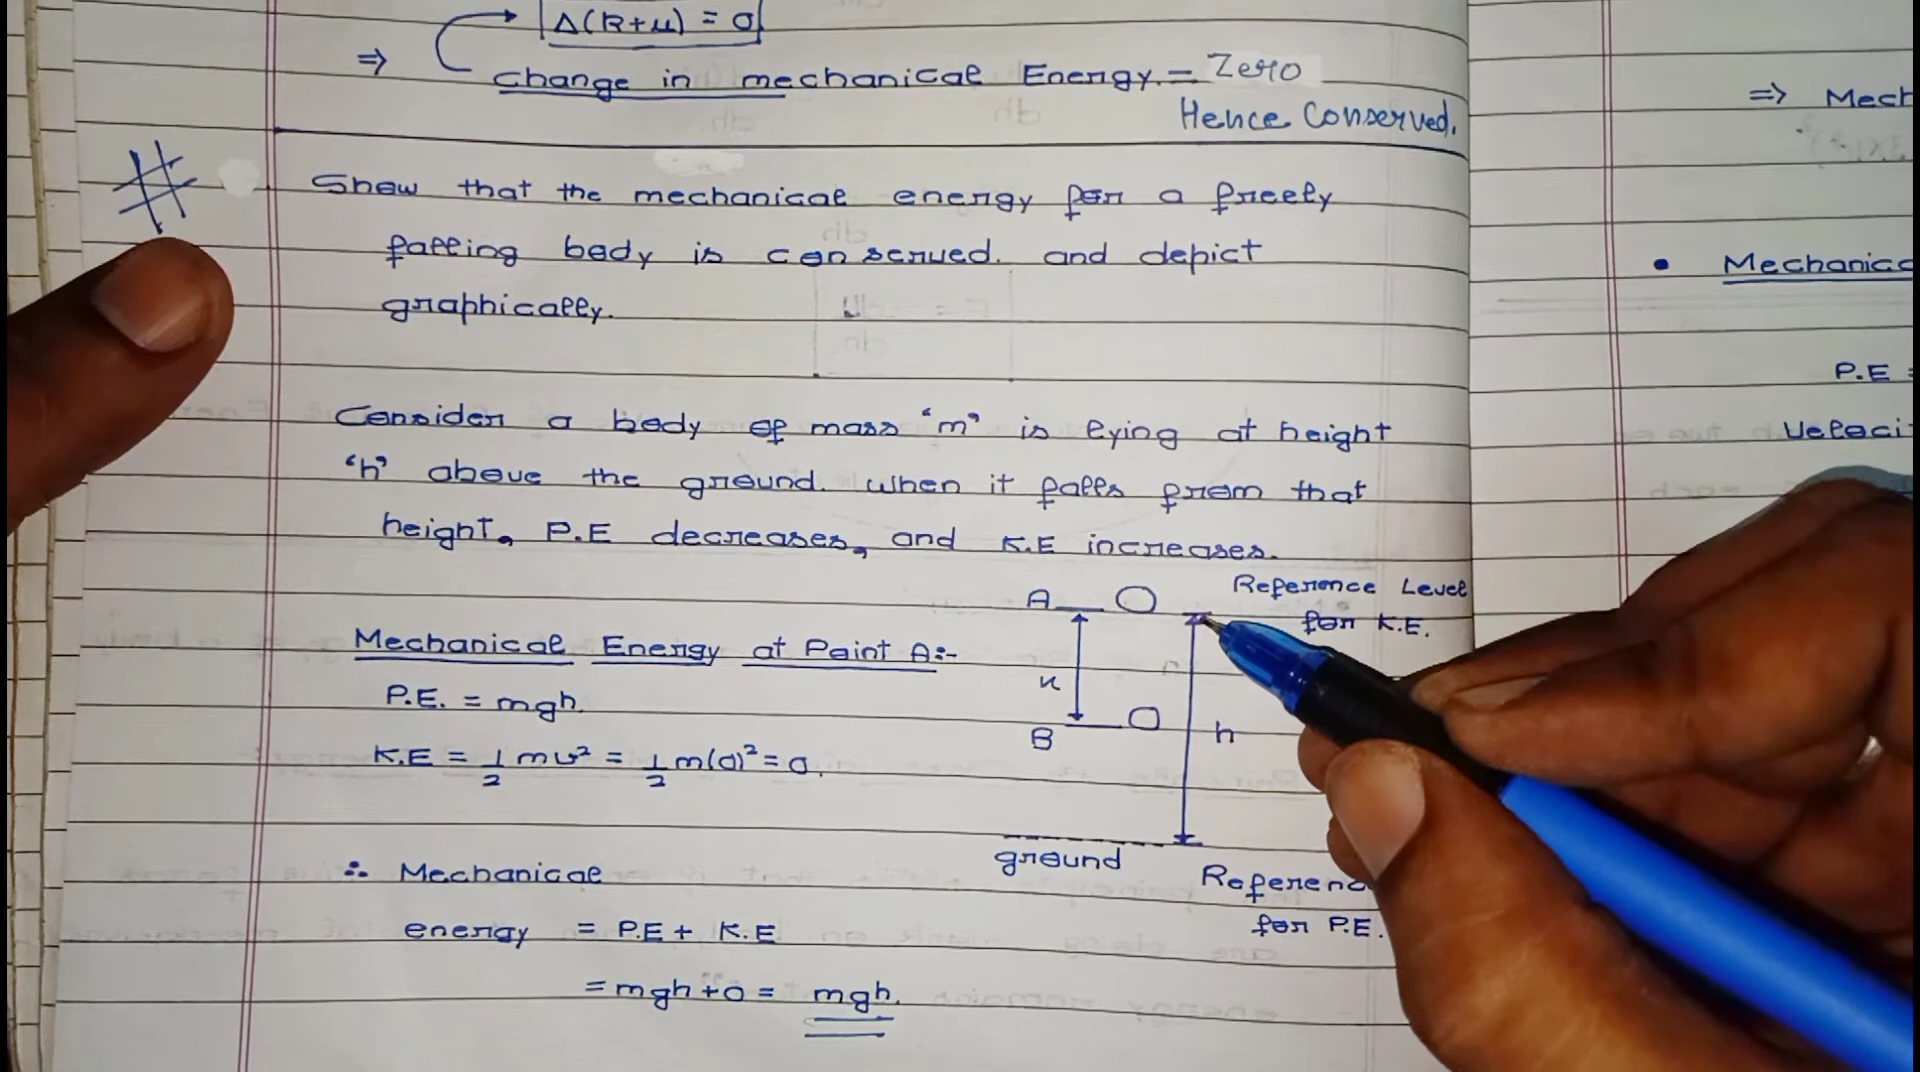 Δ(K+U) = 0
⇒ change in mechanical Energy = Zero
Hence Conserved.
# Show that the mechanical energy for a freely
falling body is conserved. and depict
graphically.
Consider a body of mass 'm' is lying at height
'h' above the ground. when it falls from that
height, P.E decreases, and K.E increases.
A
Reference Level
for K.E.
Mechanical Energy at Point A:-
P.E. = mgh.
x
B
h
K.E = 1/2 mv² = 1/2 m(0)² = 0.
ground
∴ Mechanical
Referenc
energy = P.E + K.E
for P.E.
= mgh + 0 = mgh.
⇒ Mech
• Mechanica
P.E =
Veloci